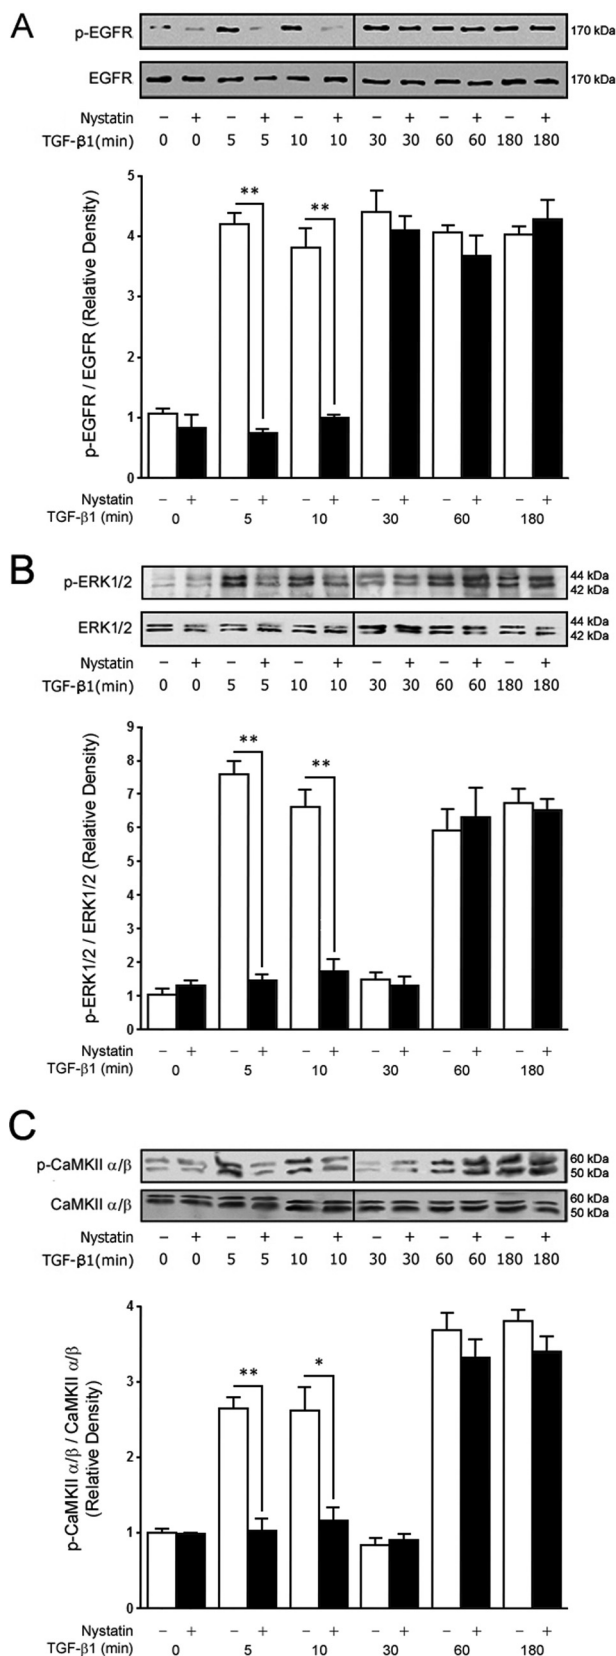 A
p-EGFR 170 kDa
EGFR 170 kDa
Nystatin − + − + − + − + − + − +
TGF-β1(min) 0 0 5 5 10 10 30 30 60 60 180 180
p-EGFR / EGFR (Relative Density)
5
4
3
2
1
0
** **
Nystatin − + − + − + − + − + − +
TGF-β1 (min) 0 5 10 30 60 180
B
p-ERK1/2 44 kDa
42 kDa
ERK1/2 44 kDa
42 kDa
Nystatin − + − + − + − + − + − +
TGF-β1(min) 0 0 5 5 10 10 30 30 60 60 180 180
p-ERK1/2 / ERK1/2 (Relative Density)
9
8
7
6
5
4
3
2
1
0
** **
Nystatin − + − + − + − + − + − +
TGF-β1 (min) 0 5 10 30 60 180
C
p-CaMKII α/β 60 kDa
50 kDa
CaMKII α/β 60 kDa
50 kDa
Nystatin − + − + − + − + − + − +
TGF-β1(min) 0 0 5 5 10 10 30 30 60 60 180 180
p-CaMKII α/β / CaMKII α/β
(Relative Density)
4
3
2
1
0
** *
Nystatin − + − + − + − + − + − +
TGF-β1 (min) 0 5 10 30 60 180